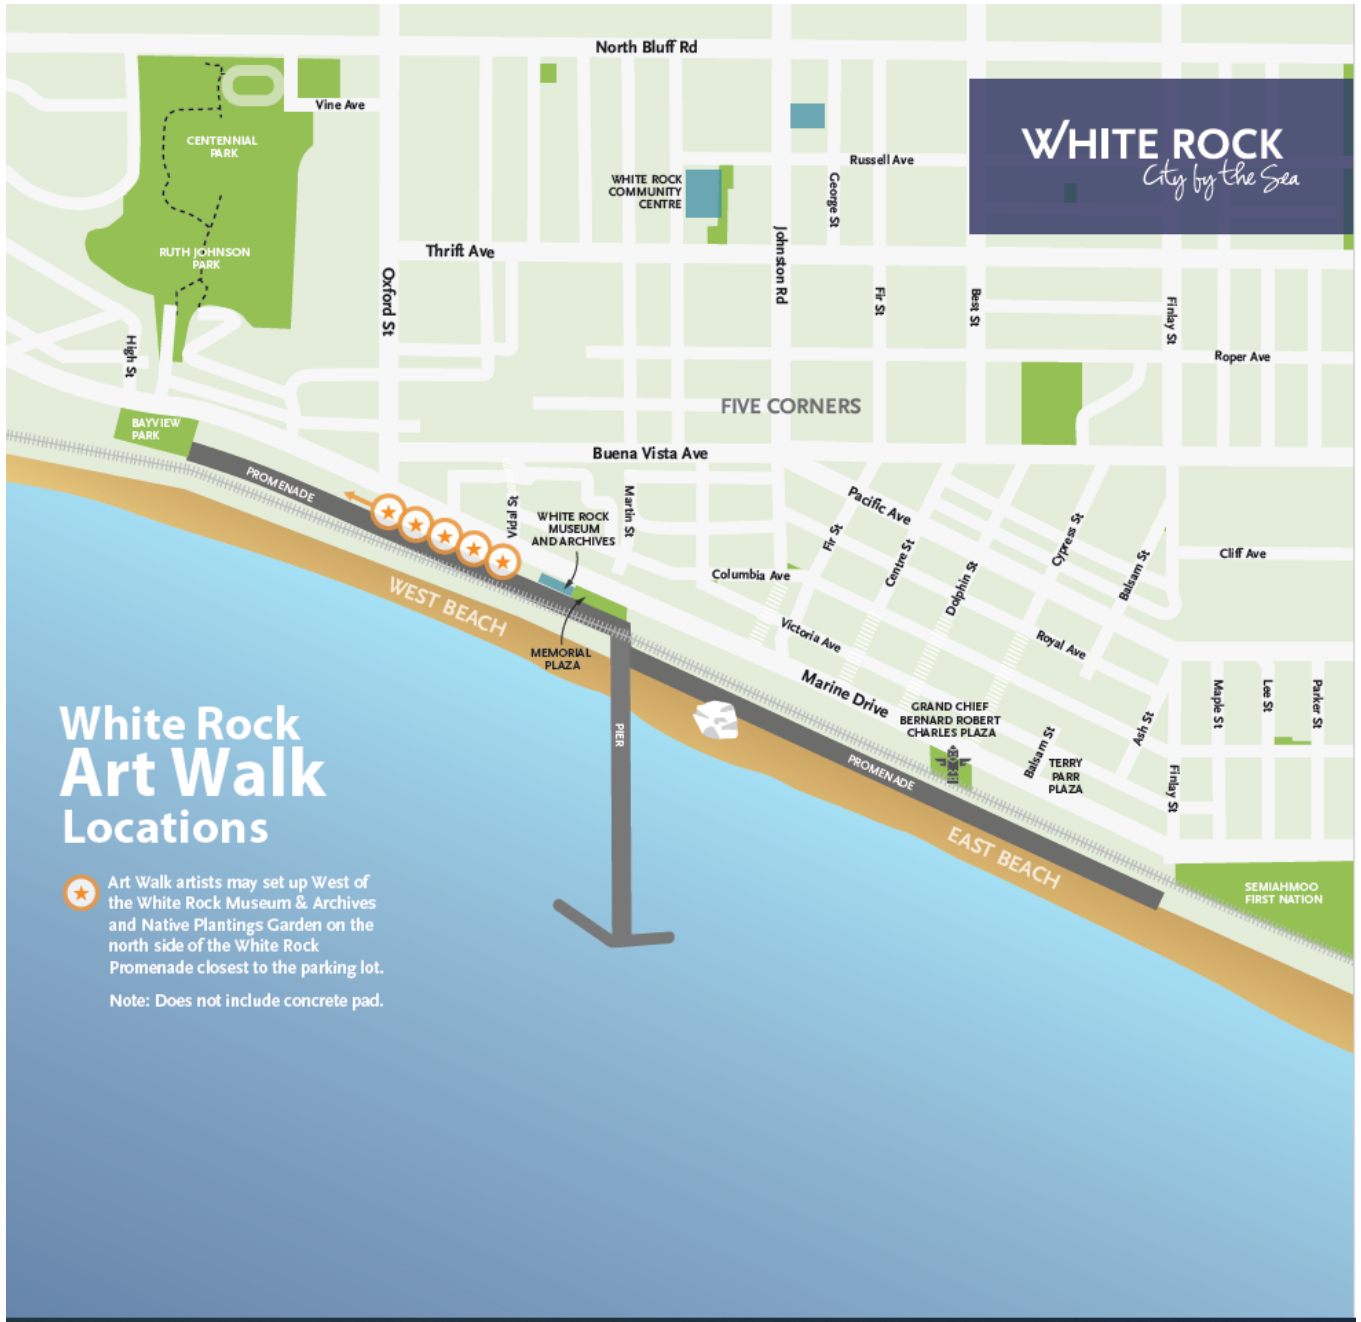 North Bluff Rd
Vine Ave
CENTENNIAL
PARK
WHITE ROCK
City by the Sea
Russell Ave
WHITE ROCK
COMMUNITY
CENTRE
George St
RUTH JOHNSON
PARK
Thrift Ave
Johnston Rd
Oxford St
Fir St
Best St
Finlay St
High St
Roper Ave
FIVE CORNERS
BAYVIEW
PARK
Buena Vista Ave
PROMENADE
Vidal St
Martin St
WHITE ROCK
MUSEUM
AND ARCHIVES
Pacific Ave
Fir St
Centre St
Cypress St
Cliff Ave
Columbia Ave
Dolphin St
Balsam St
WEST BEACH
Victoria Ave
Royal Ave
MEMORIAL
PLAZA
Marine Drive
Maple St
Lee St
Parker St
GRAND CHIEF
BERNARD ROBERT
CHARLES PLAZA
PIER
Ash St
Balsam St
TERRY
PARR
PLAZA
PROMENADE
Finlay St
EAST BEACH
SEMIAHMOO
FIRST NATION
White Rock
Art Walk
Locations
Art Walk artists may set up West of
the White Rock Museum & Archives
and Native Plantings Garden on the
north side of the White Rock
Promenade closest to the parking lot.
Note: Does not include concrete pad.